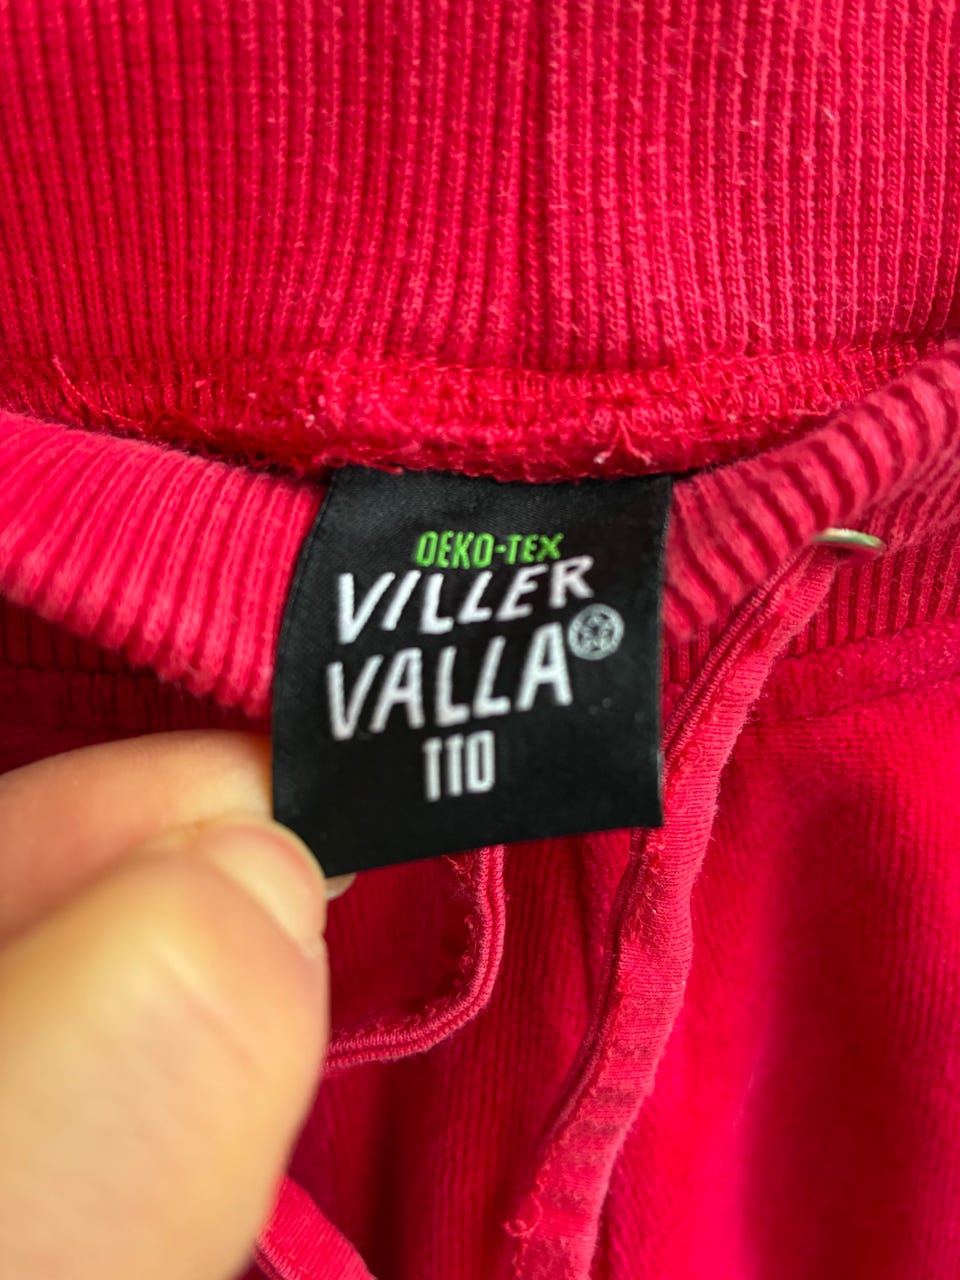 OEKO-TEX
VILLER
VALLA
110